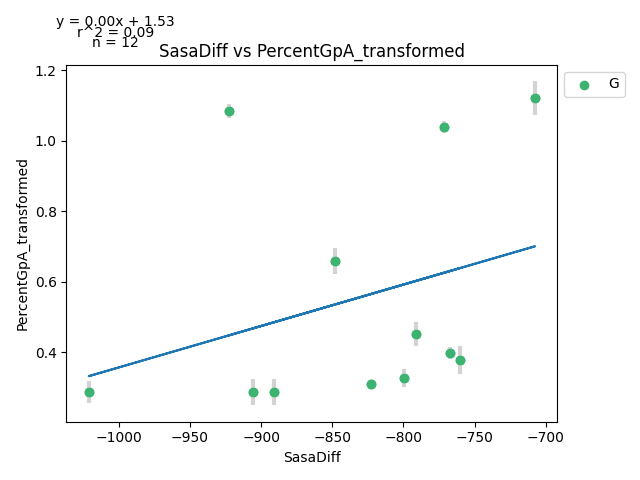 y = 0.00x + 1.53
r^2 = 0.09
n = 12
SasaDiff vs PercentGpA_transformed
G
1.2
1.0
0.8
0.6
0.4
PercentGpA_transformed
−1000 −950 −900 −850 −800 −750 −700
SasaDiff